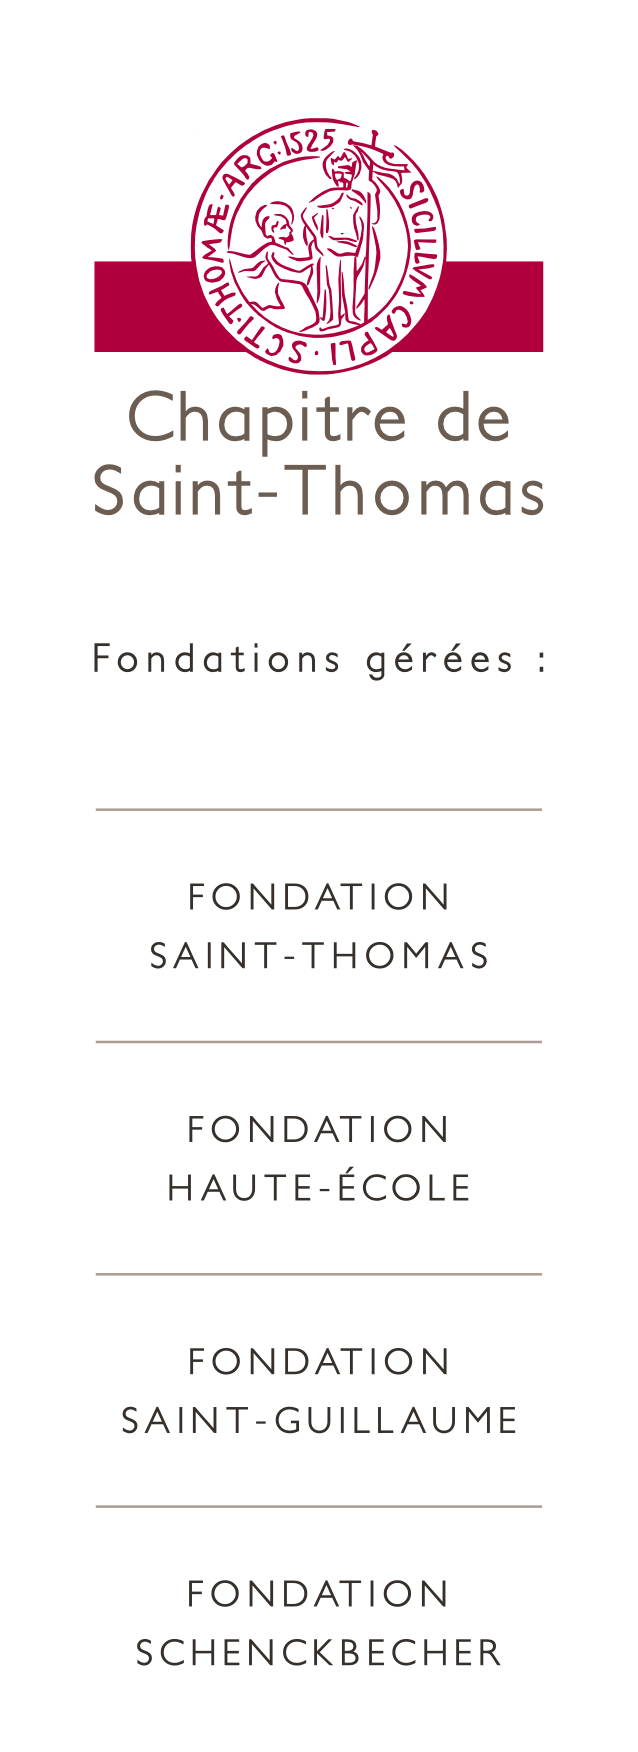 SIGILLVM · CAPLI · SCTI · THOMÆ · ARG : 1525
Chapitre de
Saint-Thomas
Fondations gérées :
FONDATION
SAINT-THOMAS
FONDATION
HAUTE-ÉCOLE
FONDATION
SAINT-GUILLAUME
FONDATION
SCHENCKBECHER